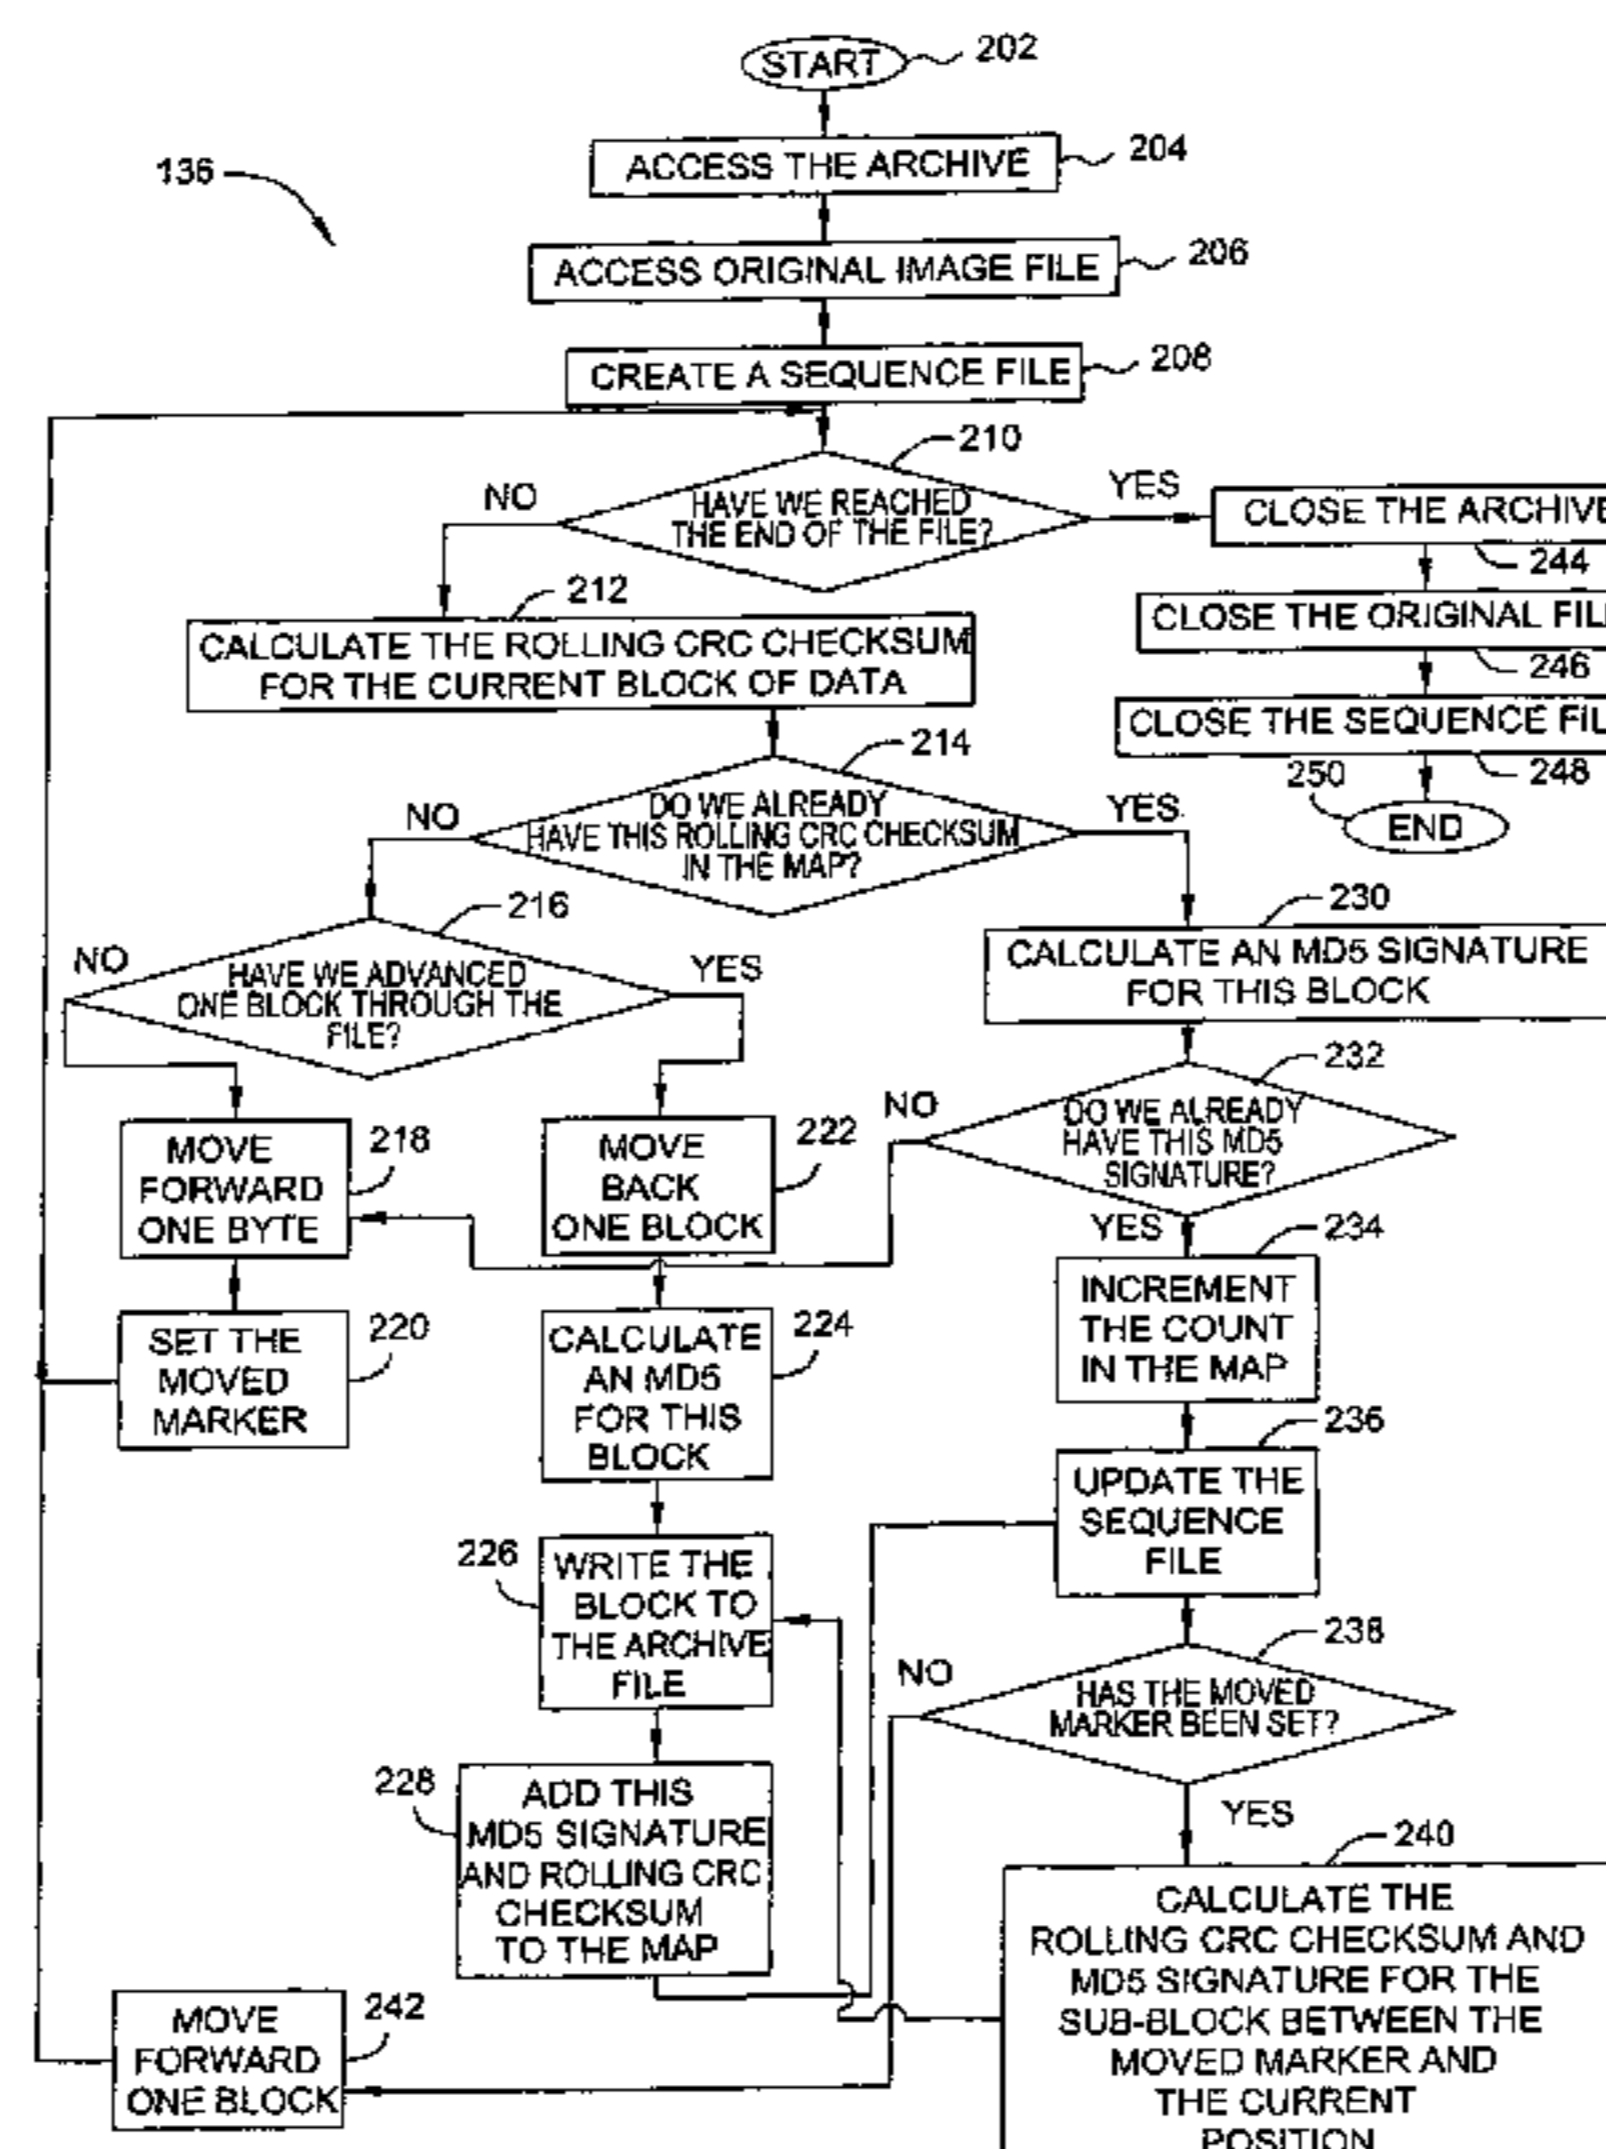 START
202
136
ACCESS THE ARCHIVE
204
ACCESS ORIGINAL IMAGE FILE
206
CREATE A SEQUENCE FILE
208
210
NO
HAVE WE REACHED
THE END OF THE FILE?
YES
CLOSE THE ARCHIVE
244
212
CALCULATE THE ROLLING CRC CHECKSUM
FOR THE CURRENT BLOCK OF DATA
CLOSE THE ORIGINAL FIL
246
CLOSE THE SEQUENCE FIL
248
250
END
214
NO
DO WE ALREADY
HAVE THIS ROLLING CRC CHECKSUM
IN THE MAP?
YES
216
NO
HAVE WE ADVANCED
ONE BLOCK THROUGH THE
FILE?
YES
230
CALCULATE AN MD5 SIGNATURE
FOR THIS BLOCK
232
NO
DO WE ALREADY
HAVE THIS MD5
SIGNATURE?
YES
MOVE
FORWARD
ONE BYTE
218
MOVE
BACK
ONE BLOCK
222
234
INCREMENT
THE COUNT
IN THE MAP
SET THE
MOVED
MARKER
220
CALCULATE
AN MD5
FOR THIS
BLOCK
224
236
UPDATE THE
SEQUENCE
FILE
226
WRITE THE
BLOCK TO
THE ARCHIVE
FILE
238
NO
HAS THE MOVED
MARKER BEEN SET?
YES
228
ADD THIS
MD5 SIGNATURE
AND ROLLING CRC
CHECKSUM
TO THE MAP
240
CALCULATE THE
ROLLING CRC CHECKSUM AND
MD5 SIGNATURE FOR THE
SUB-BLOCK BETWEEN THE
MOVED MARKER AND
THE CURRENT
POSITION
MOVE
FORWARD
ONE BLOCK
242